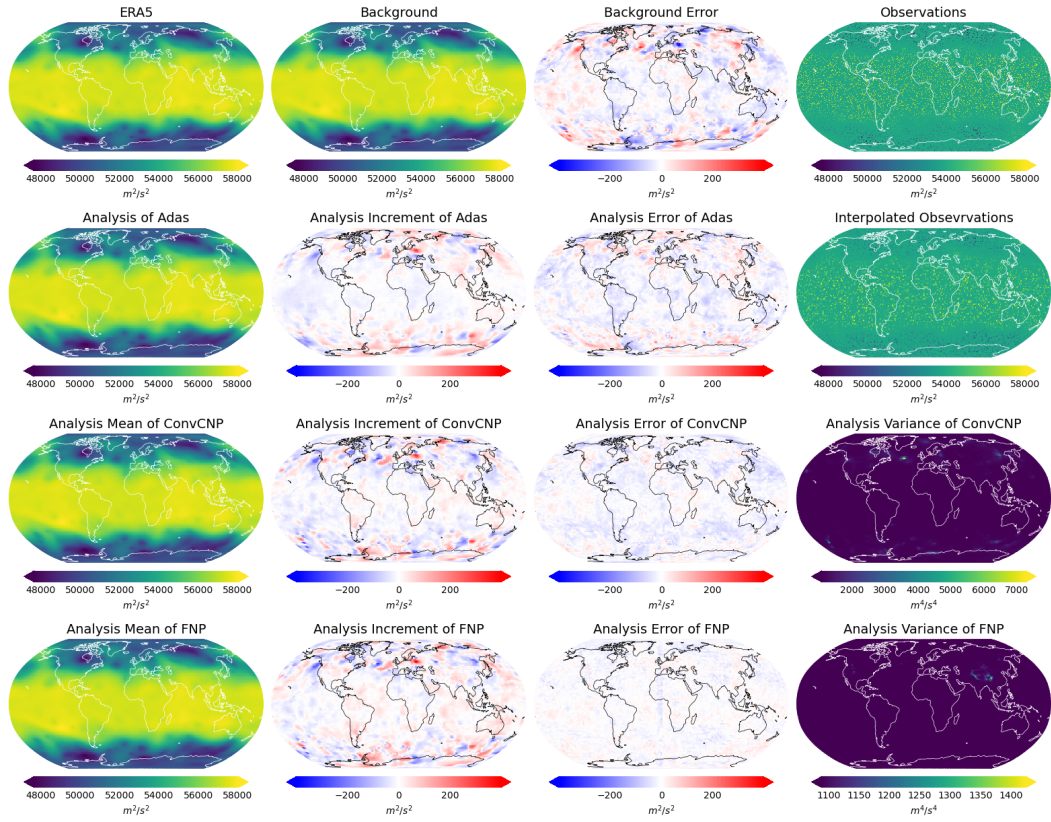 ERA5 Background Background Error Observations
48000 50000 52000 54000 56000 58000 48000 50000 52000 54000 56000 58000 −200 0 200 48000 50000 52000 54000 56000 58000
m²/s² m²/s² m²/s² m²/s²
Analysis of Adas Analysis Increment of Adas Analysis Error of Adas Interpolated Obsevrvations
48000 50000 52000 54000 56000 58000 −200 0 200 −200 0 200 48000 50000 52000 54000 56000 58000
m²/s² m²/s² m²/s² m²/s²
Analysis Mean of ConvCNP Analysis Increment of ConvCNP Analysis Error of ConvCNP Analysis Variance of ConvCNP
48000 50000 52000 54000 56000 58000 −200 0 200 −200 0 200 2000 3000 4000 5000 6000 7000
m²/s² m²/s² m²/s² m⁴/s⁴
Analysis Mean of FNP Analysis Increment of FNP Analysis Error of FNP Analysis Variance of FNP
48000 50000 52000 54000 56000 58000 −200 0 200 −200 0 200 1100 1150 1200 1250 1300 1350 1400
m²/s² m²/s² m²/s² m⁴/s⁴